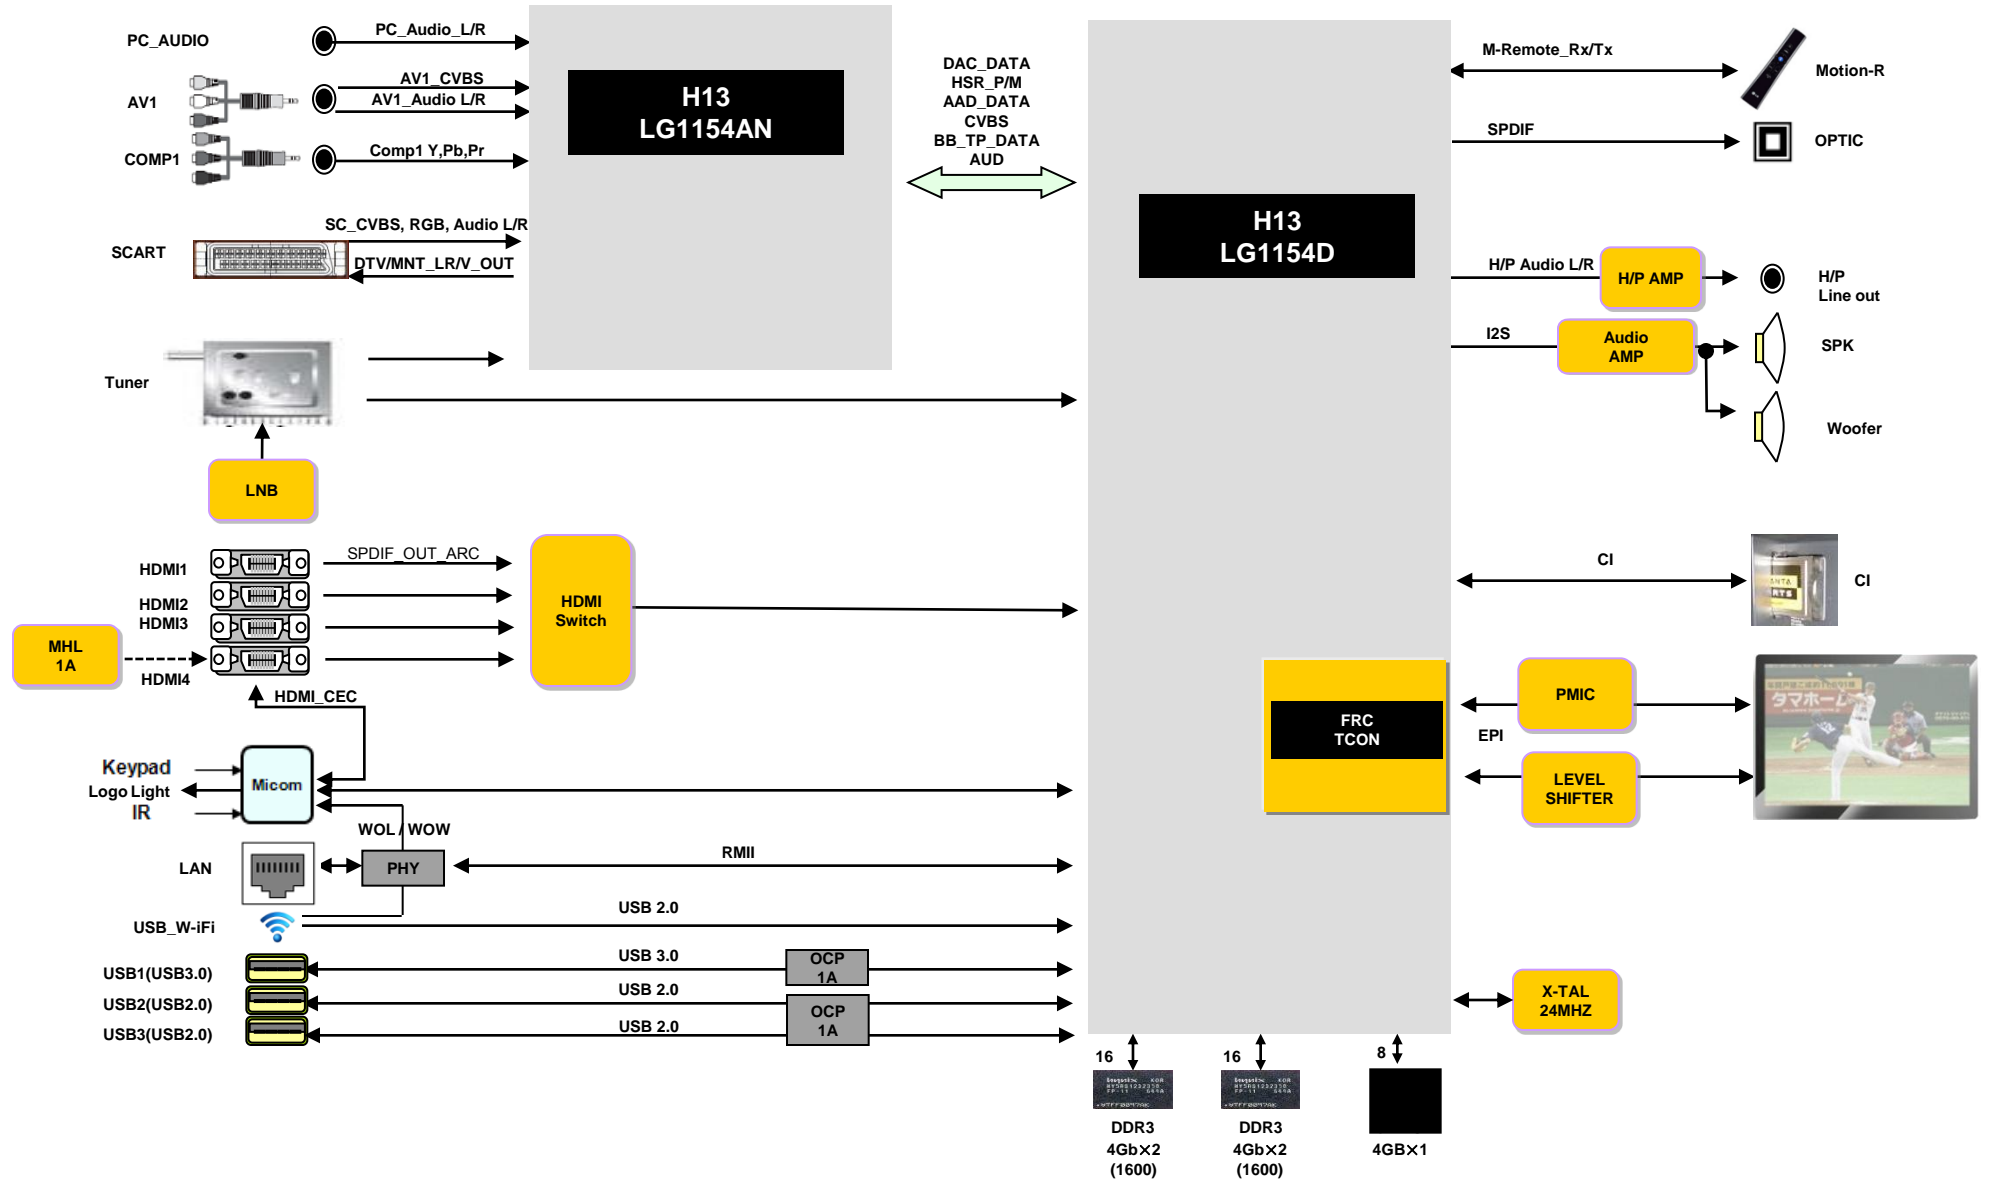 PC_AUDIO
PC_Audio_L/R
AV1
AV1_CVBS
AV1_Audio L/R
COMP1
Comp1 Y,Pb,Pr
SCART
SC_CVBS, RGB, Audio L/R
DTV/MNT_LR/V_OUT
H13
LG1154AN
DAC_DATA
HSR_P/M
AAD_DATA
CVBS
BB_TP_DATA
AUD
H13
LG1154D
M-Remote_Rx/Tx
Motion-R
SPDIF
OPTIC
H/P Audio L/R
H/P AMP
H/P
Line out
I2S
Audio
AMP
SPK
Woofer
Tuner
LNB
HDMI1
SPDIF_OUT_ARC
HDMI2
HDMI3
MHL
1A
HDMI4
HDMI
Switch
HDMI_CEC
CI
CI
FRC
TCON
PMIC
EPI
LEVEL
SHIFTER
タマホーム
Keypad
Logo Light
IR
Micom
WOL / WOW
LAN
PHY
RMII
USB_W-iFi
USB 2.0
USB1(USB3.0)
USB 3.0
OCP
1A
USB2(USB2.0)
USB 2.0
OCP
1A
USB3(USB2.0)
USB 2.0
X-TAL
24MHZ
16
16
8
DDR3
4Gb×2
(1600)
DDR3
4Gb×2
(1600)
4GB×1